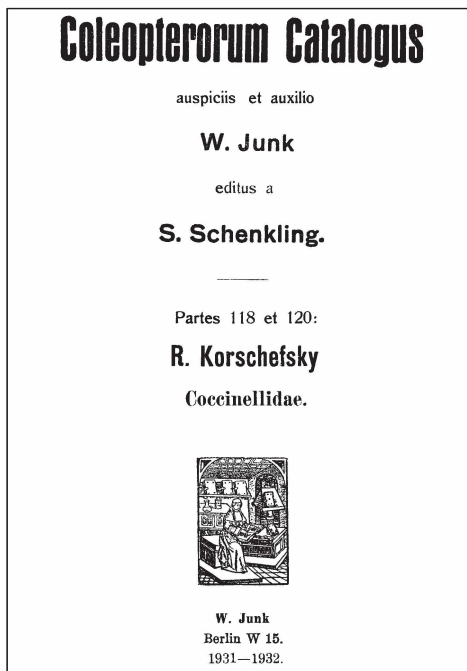 Coleopterorum Catalogus
auspiciis et auxilio
W. Junk
editus a
S. Schenkling.
Partes 118 et 120:
R. Korschefsky
Coccinellidae.
W. Junk
Berlin W 15.
1931—1932.